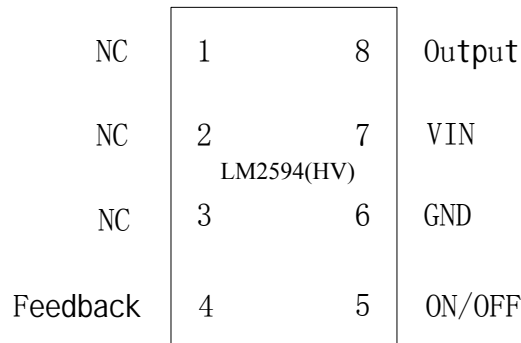 NC 1 8 Output
NC 2 7 VIN
LM2594(HV)
NC 3 6 GND
Feedback 4 5 ON/OFF